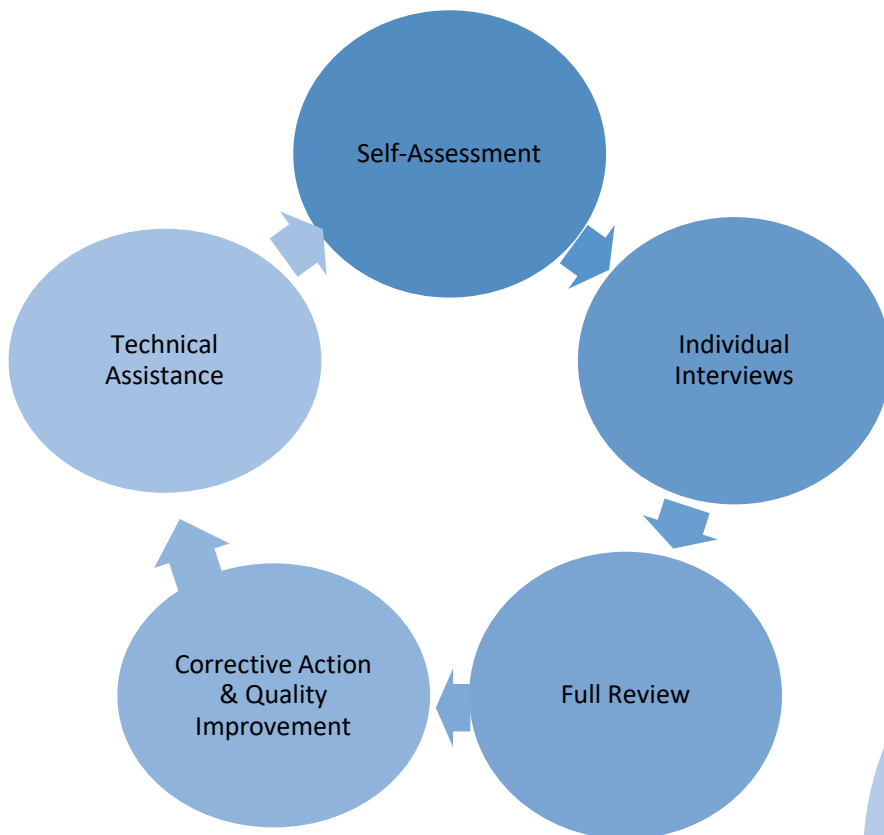 Self-Assessment
Individual
Interviews
Full Review
Corrective Action
& Quality
Improvement
Technical
Assistance